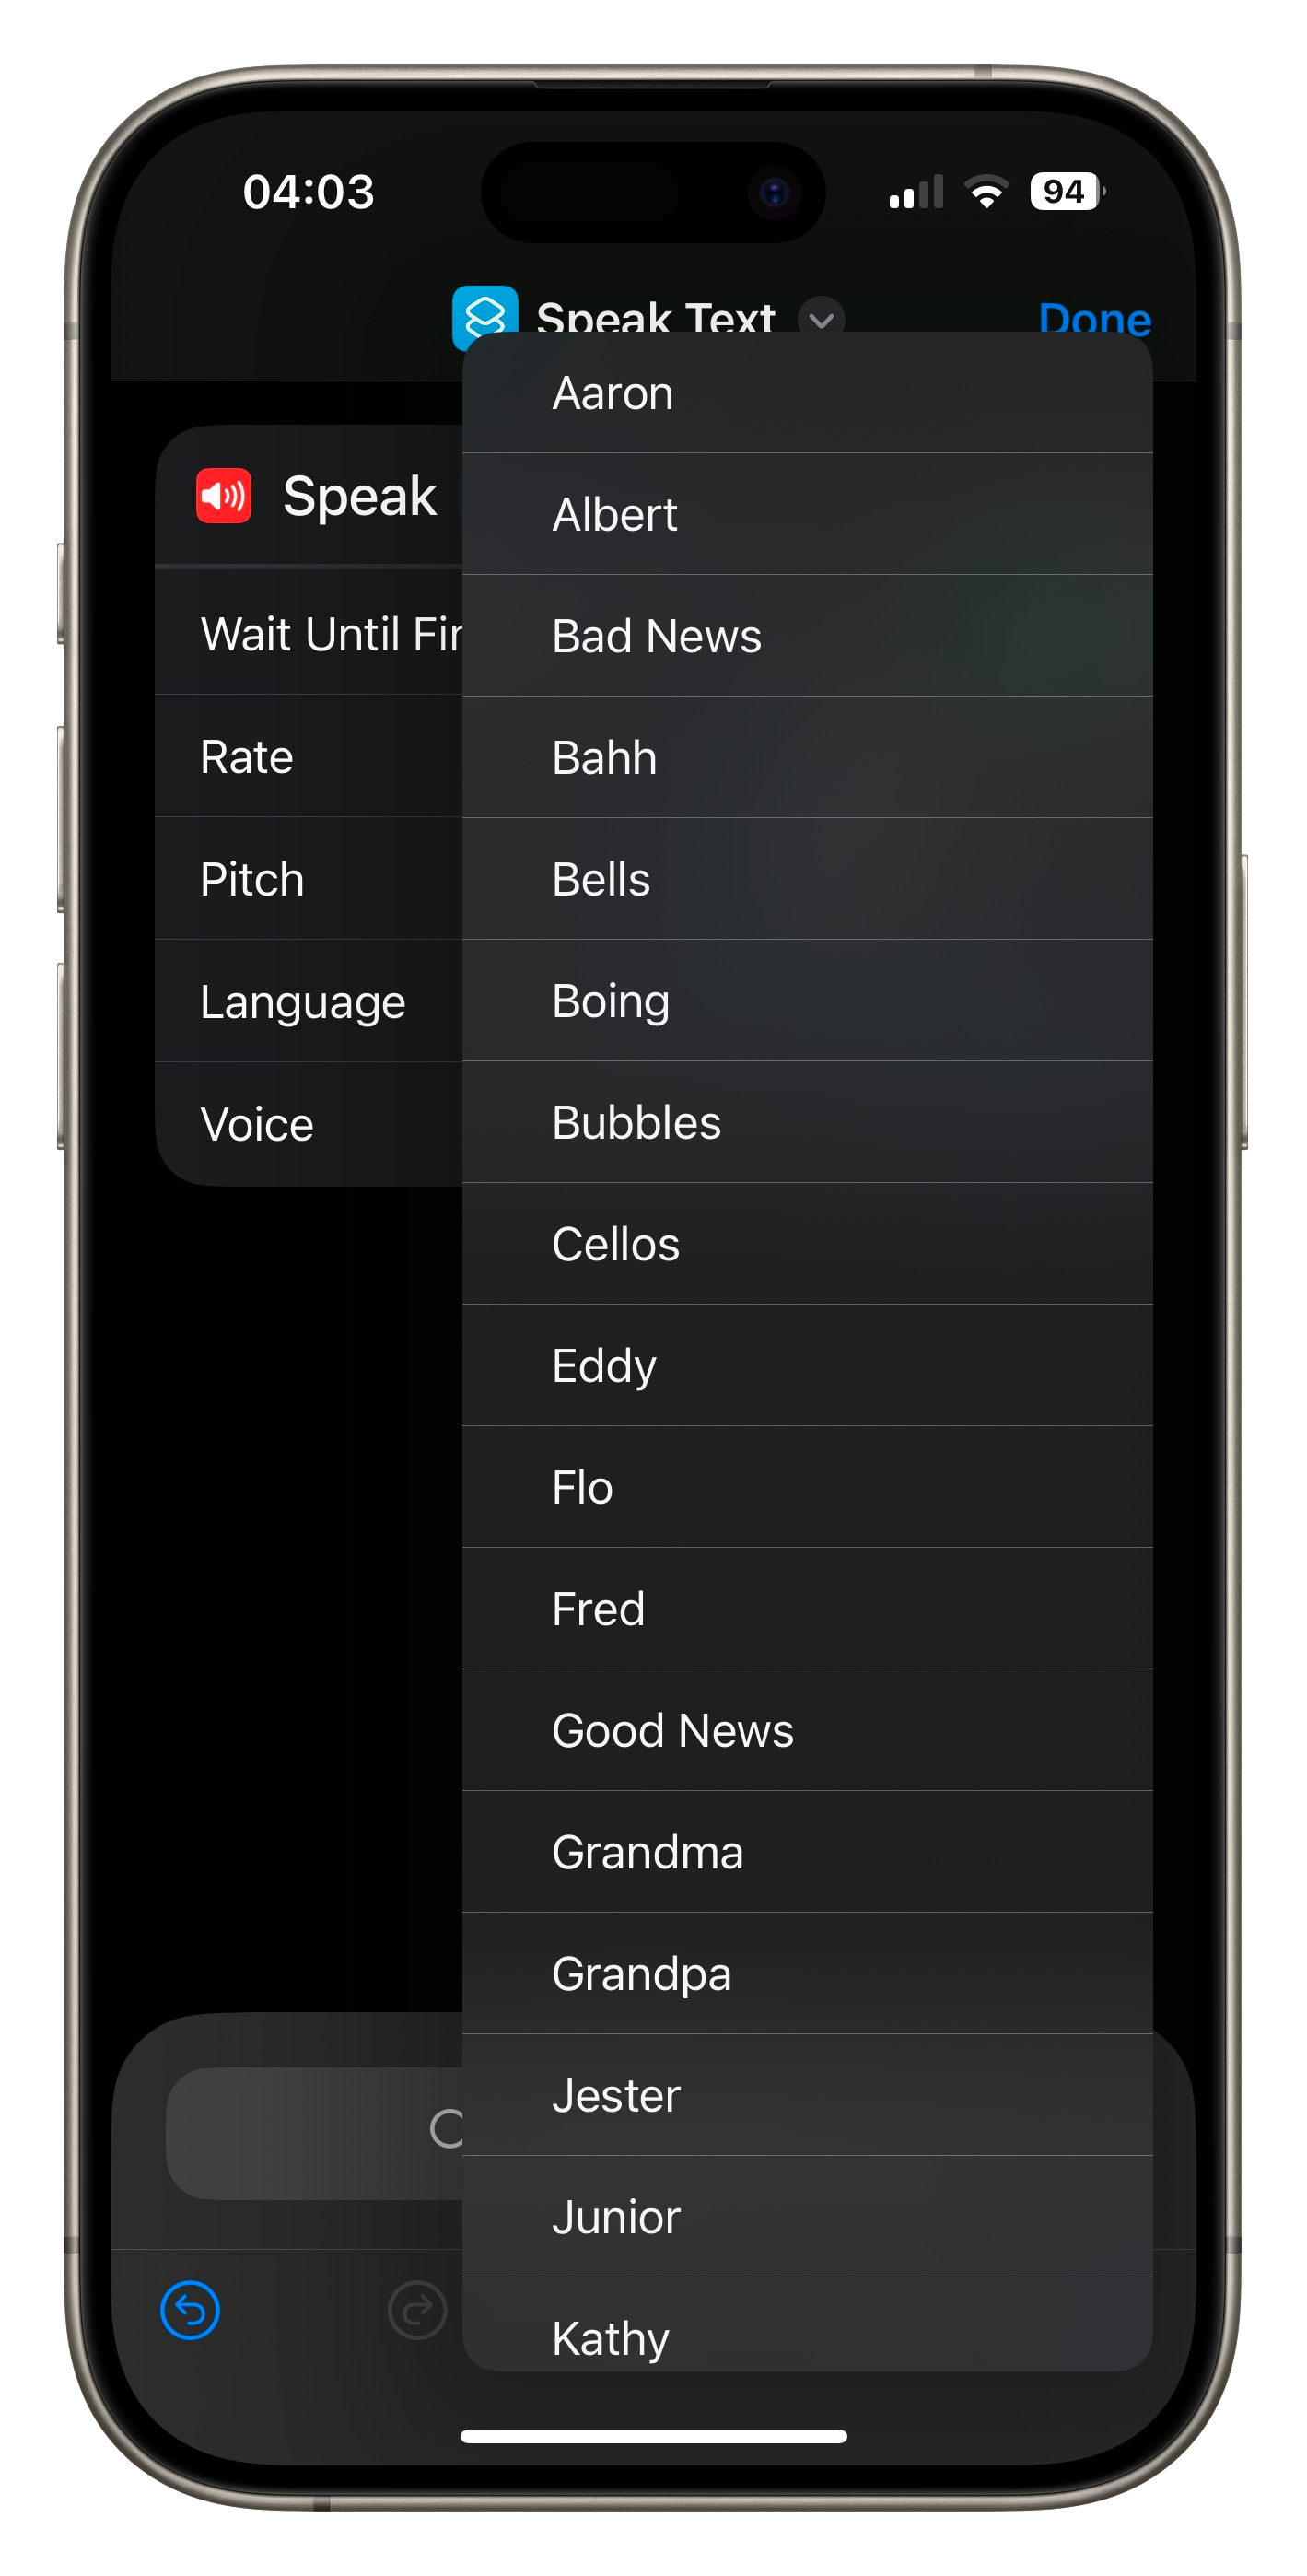 04:03
94
Speak Text
Done
Speak
Wait Until Fin
Rate
Pitch
Language
Voice
Aaron
Albert
Bad News
Bahh
Bells
Boing
Bubbles
Cellos
Eddy
Flo
Fred
Good News
Grandma
Grandpa
Jester
Junior
Kathy